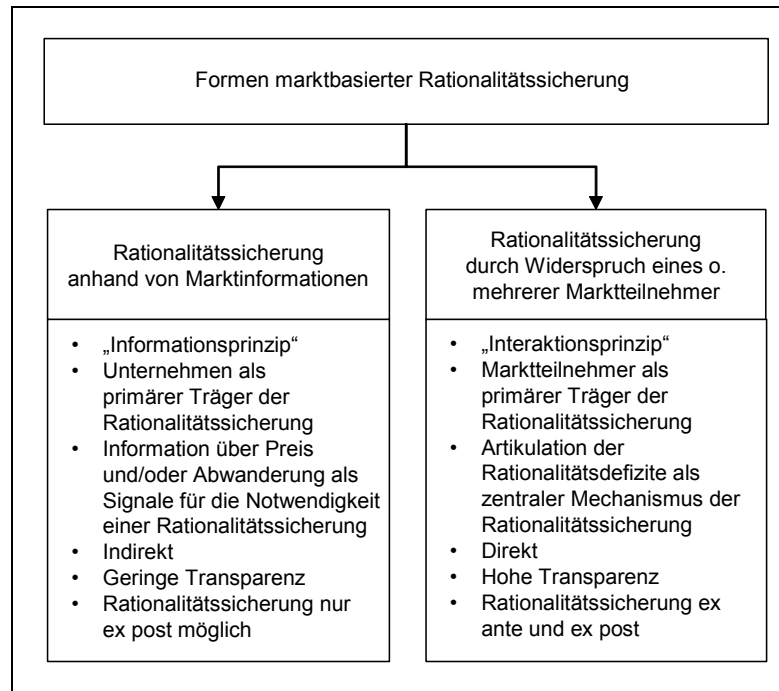 Formen marktbasierter Rationalitätssicherung
Rationalitätssicherung
anhand von Marktinformationen
• „Informationsprinzip“
• Unternehmen als
primärer Träger der
Rationalitätssicherung
• Information über Preis
und/oder Abwanderung als
Signale für die Notwendigkeit
einer Rationalitätssicherung
• Indirekt
• Geringe Transparenz
• Rationalitätssicherung nur
ex post möglich
Rationalitätssicherung
durch Widerspruch eines o.
mehrerer Marktteilnehmer
• „Interaktionsprinzip“
• Marktteilnehmer als
primärer Träger der
Rationalitätssicherung
• Artikulation der
Rationalitätsdefizite als
zentraler Mechanismus der
Rationalitätssicherung
• Direkt
• Hohe Transparenz
• Rationalitätssicherung ex
ante und ex post